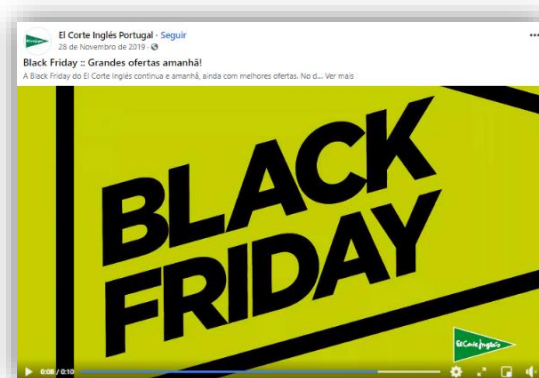 El Corte Inglés Portugal · Seguir
28 de Novembro de 2019 ·
Black Friday :: Grandes ofertas amanhã!
A Black Friday do El Corte Inglés continua e amanhã, ainda com melhores ofertas. No d... Ver mais
BLACK
FRIDAY
El Corte Inglés
0:08 / 0:10